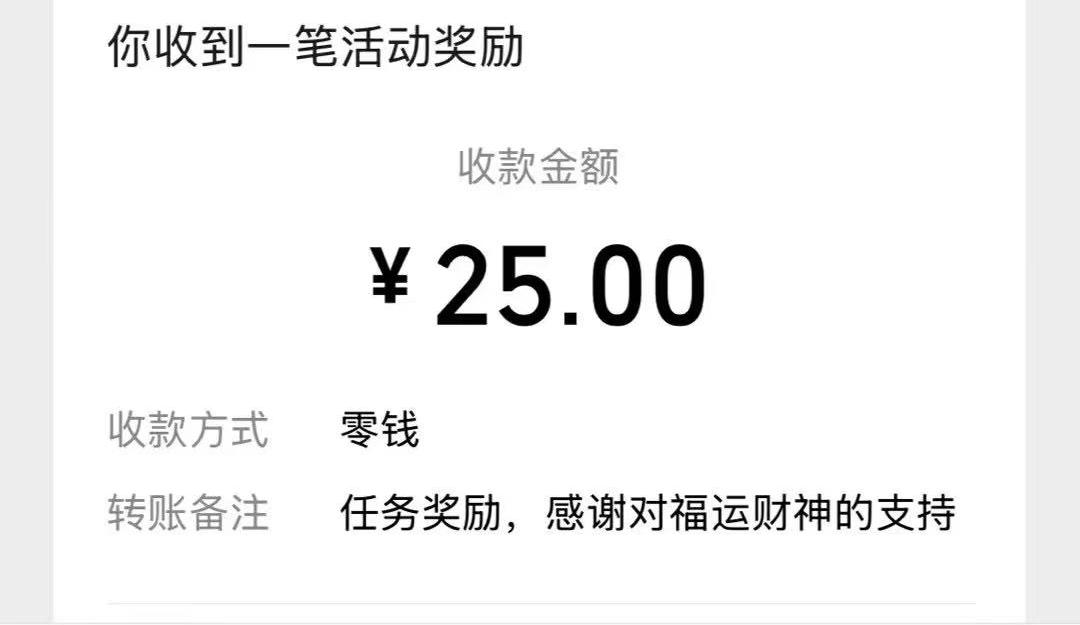 你收到一笔活动奖励
收款金额
¥25.00
收款方式 零钱
转账备注 任务奖励，感谢对福运财神的支持